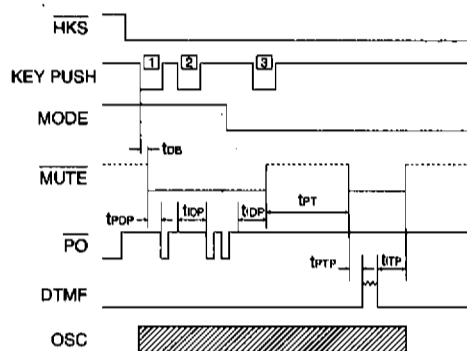 HKS
KEY PUSH 1 2 3
MODE
tDB
MUTE
tPDP tIDP tIDP tPT
PO
tPTP tITP
DTMF
OSC